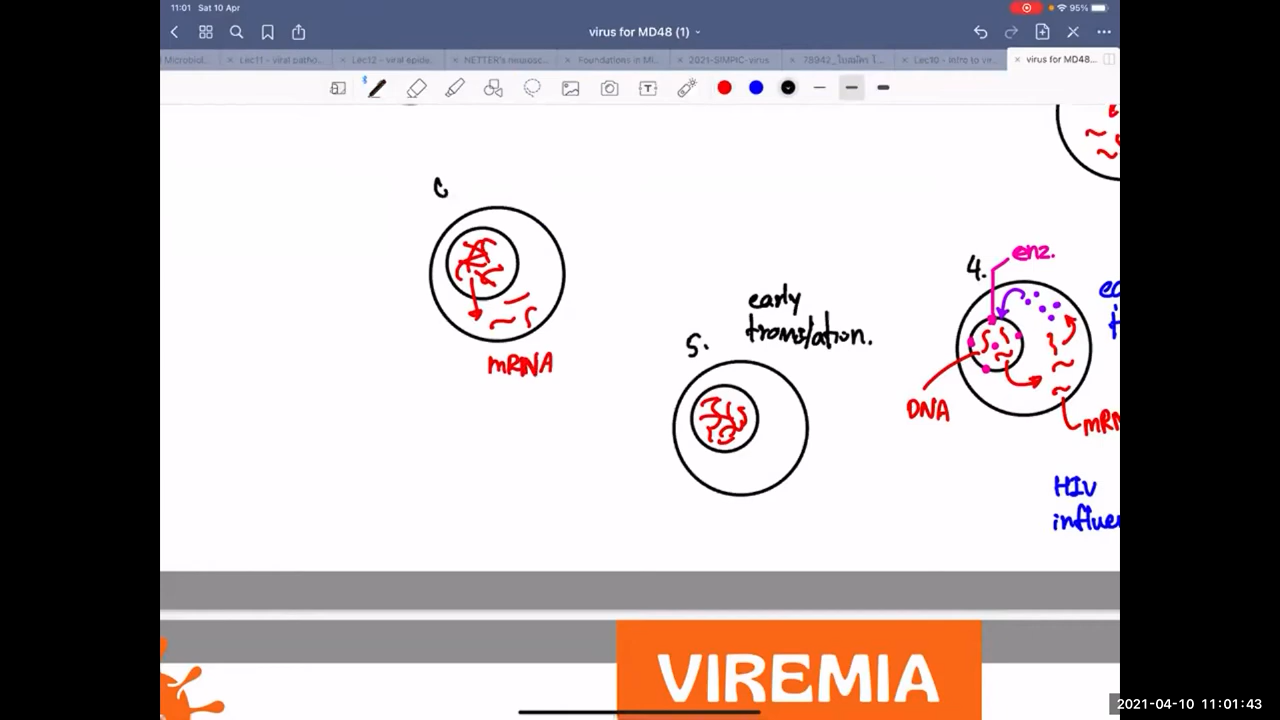 11:01 Sat 10 Apr
95%
virus for MD48 (1)
Microbiol.
Lec11 - viral patho...
Lec12 - Viral epide...
NETTER's neurosc...
Foundations in Mi...
2021-SIMPIC-virus
Lec10 - Intro to vir...
virus for MD48...
enz.
4.
early
translation.
5.
mRNA
DNA
HIV
VIREMIA
2021-04-10 11:01:43